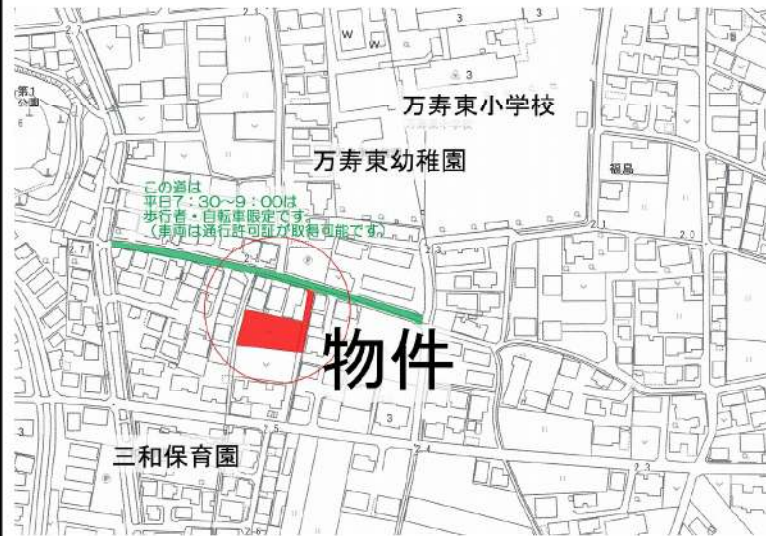 万寿東小学校
万寿東幼稚園
福島
この道は
平日7：30～9：00は
歩行者・自転車限定です。
（車両は通行許可証が取得可能です）
物件
三和保育園